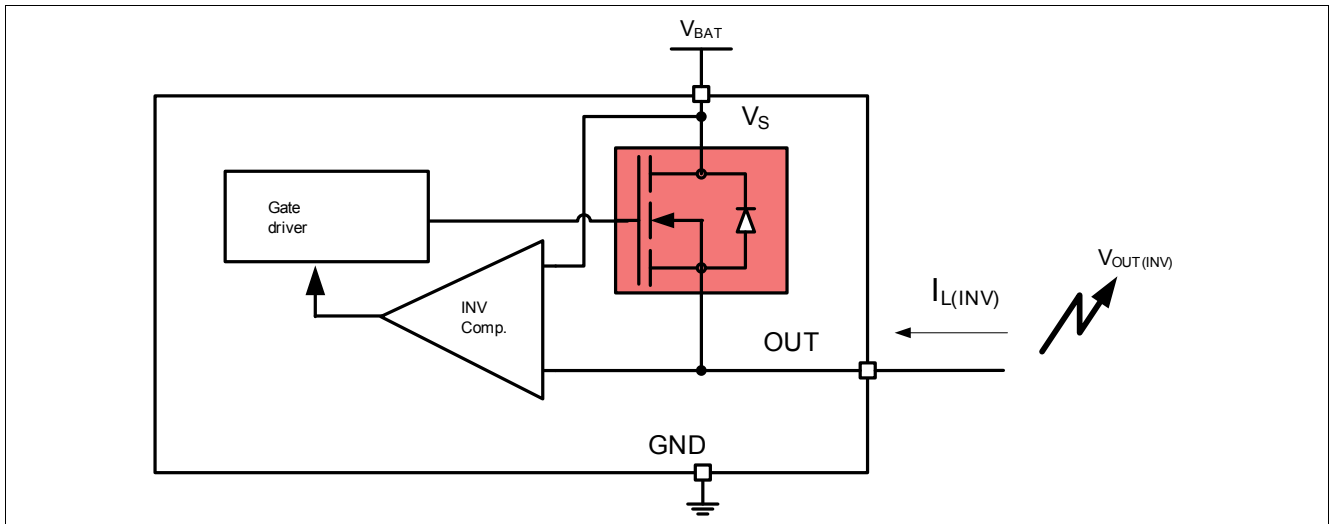 VBAT
VS
Gate
driver
INV
Comp.
VOUT(INV)
IL(INV)
OUT
GND